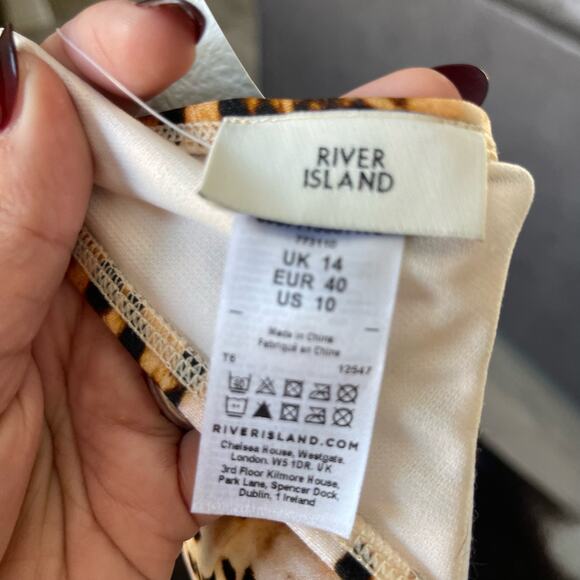 RIVER
ISLAND
773110
UK 14
EUR 40
US 10
Made in China
Fabriqué en Chine
T6 12547
RIVERISLAND.COM
Chelsea House, Westgate,
London. W5 1DR. UK
3rd Floor Kilmore House,
Park Lane, Spencer Dock,
Dublin, 1 Ireland